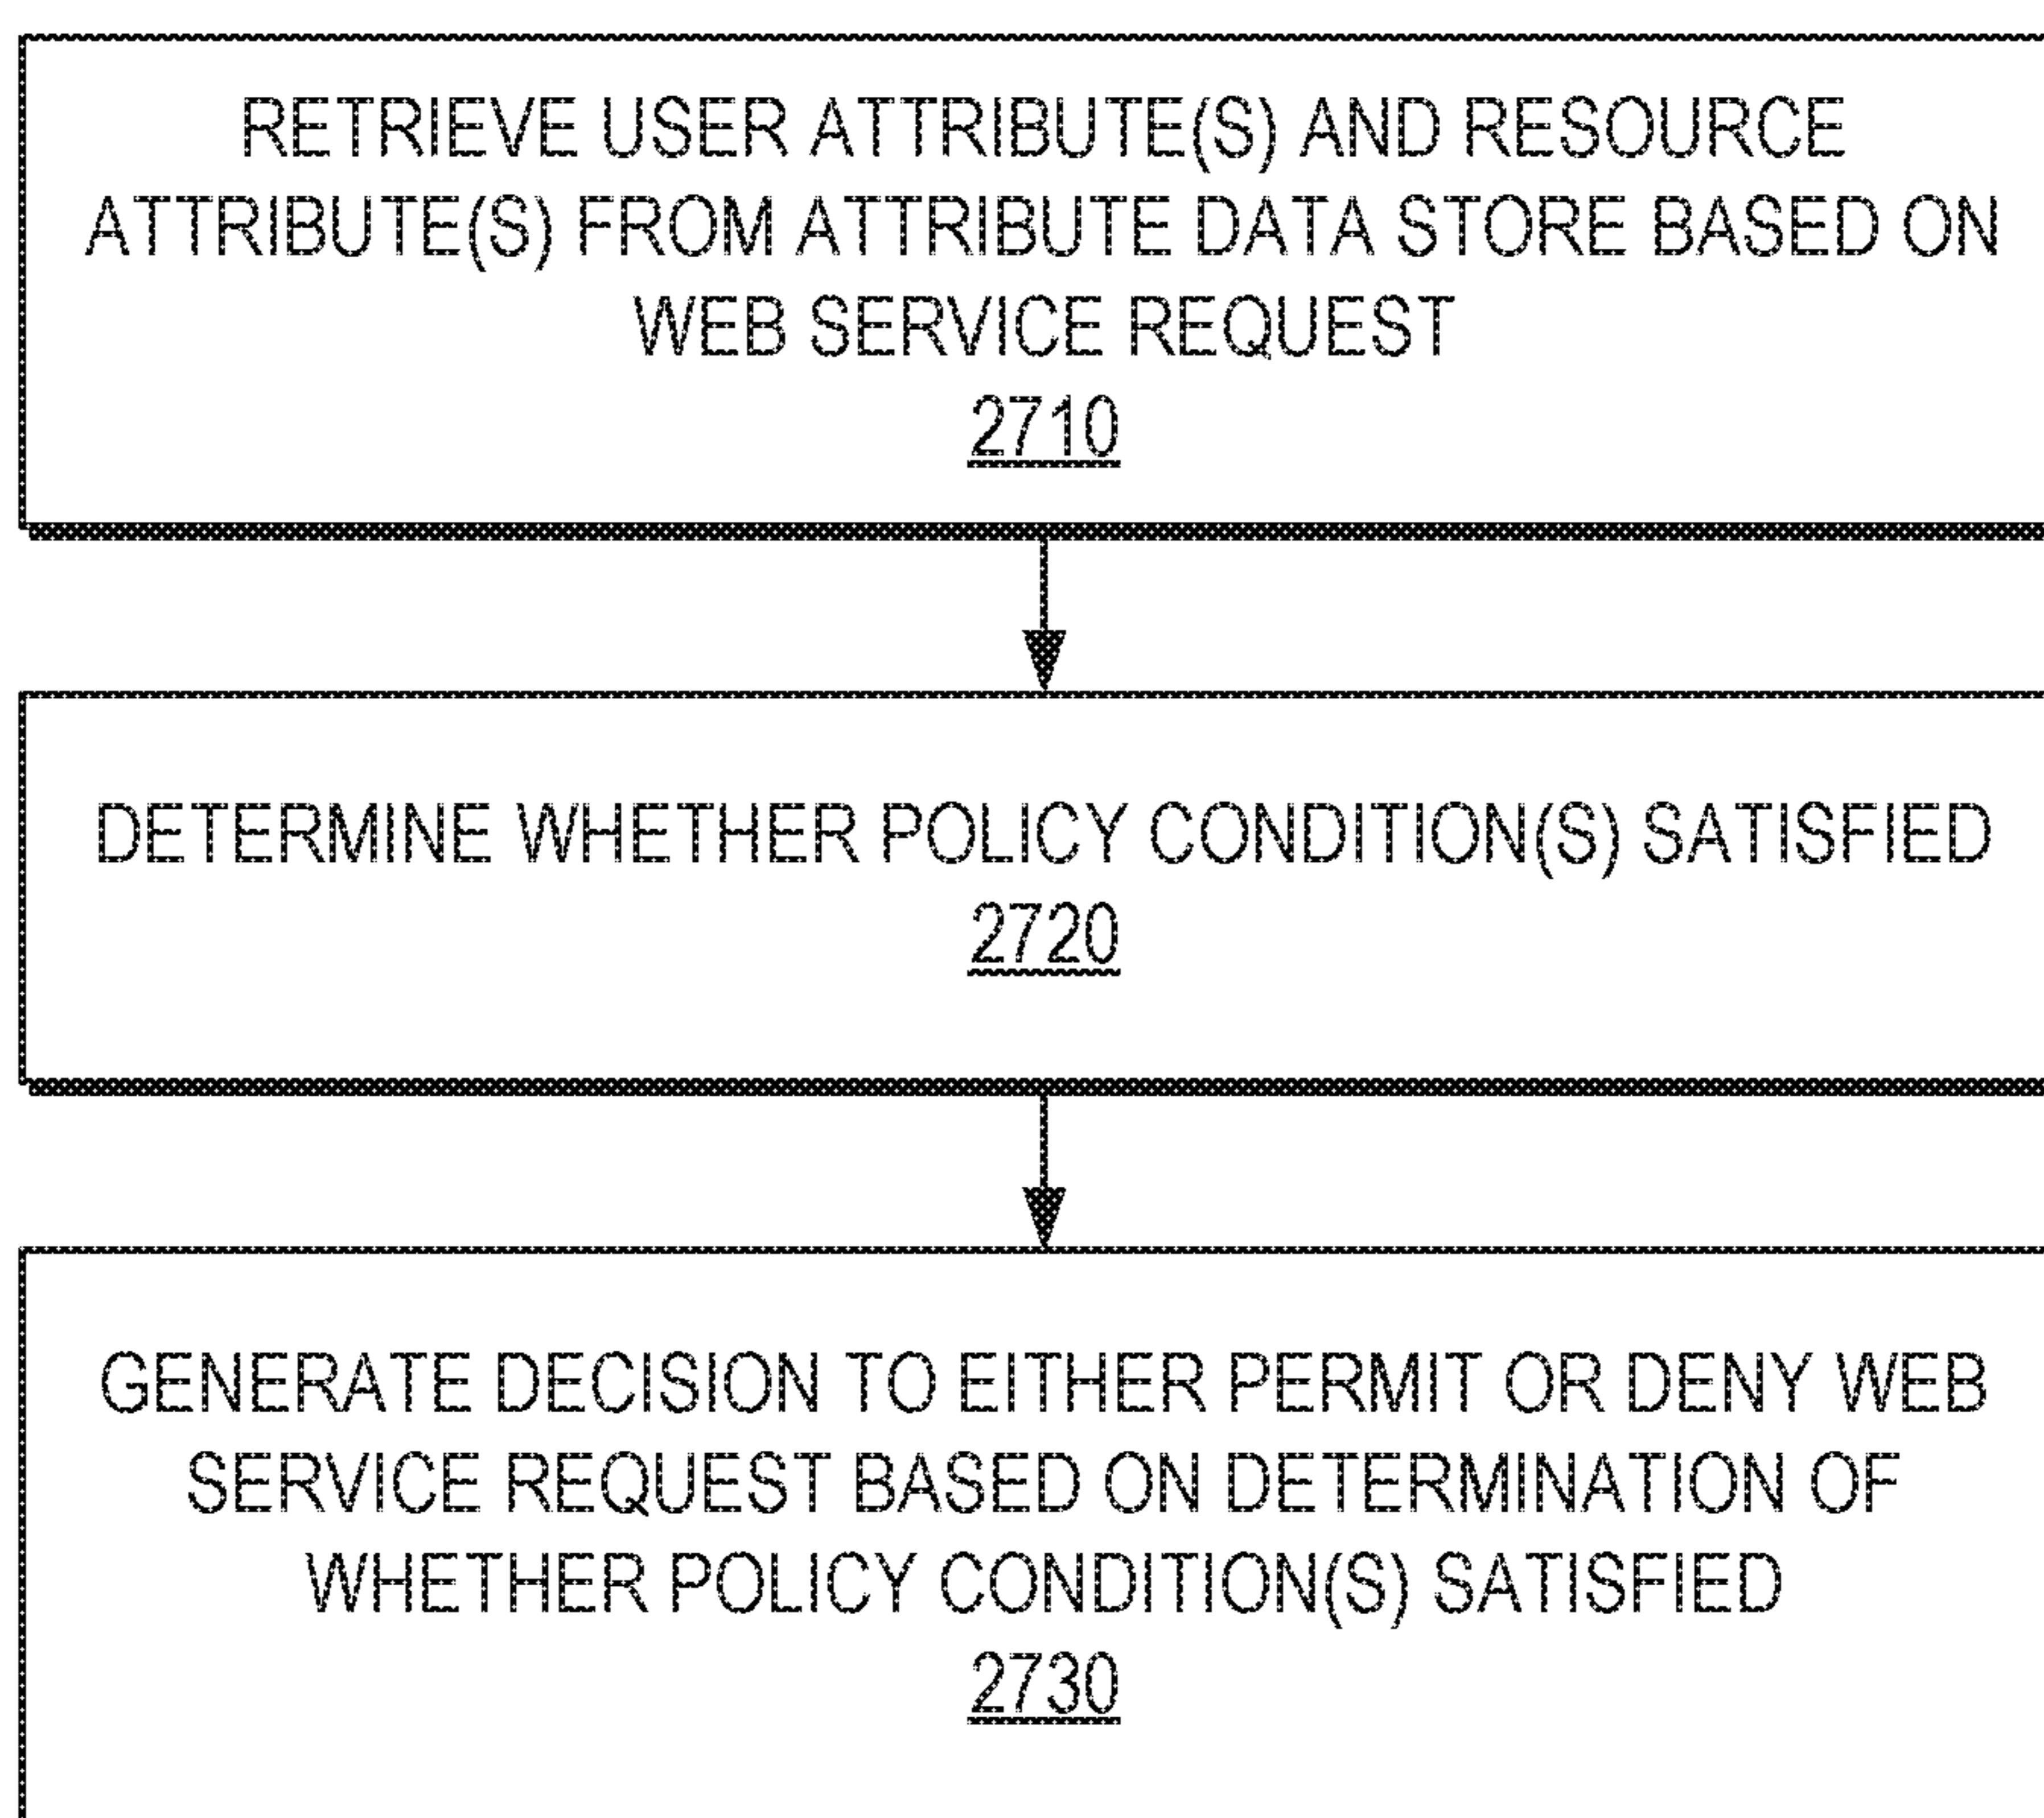 RETRIEVE USER ATTRIBUTE(S) AND RESOURCE
ATTRIBUTE(S) FROM ATTRIBUTE DATA STORE BASED ON
WEB SERVICE REQUEST
2710
DETERMINE WHETHER POLICY CONDITION(S) SATISFIED
2720
GENERATE DECISION TO EITHER PERMIT OR DENY WEB
SERVICE REQUEST BASED ON DETERMINATION OF
WHETHER POLICY CONDITION(S) SATISFIED
2730